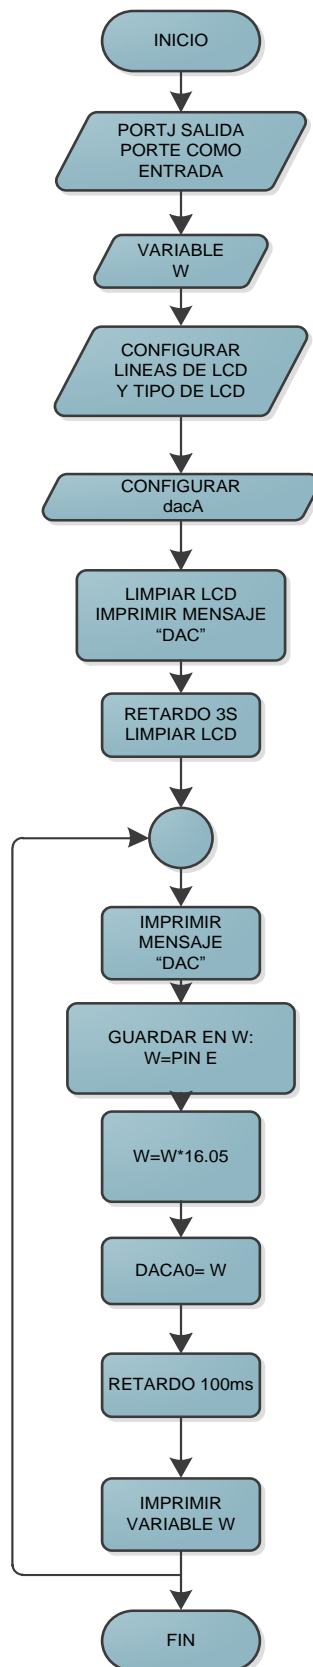 INICIO
PORTJ SALIDA
PORTE COMO
ENTRADA
VARIABLE
W
CONFIGURAR
LINEAS DE LCD
Y TIPO DE LCD
CONFIGURAR
dacA
LIMPIAR LCD
IMPRIMIR MENSAJE
“DAC”
RETARDO 3S
LIMPIAR LCD
IMPRIMIR
MENSAJE
“DAC”
GUARDAR EN W:
W=PIN E
W=W*16.05
DACA0= W
RETARDO 100ms
IMPRIMIR
VARIABLE W
FIN